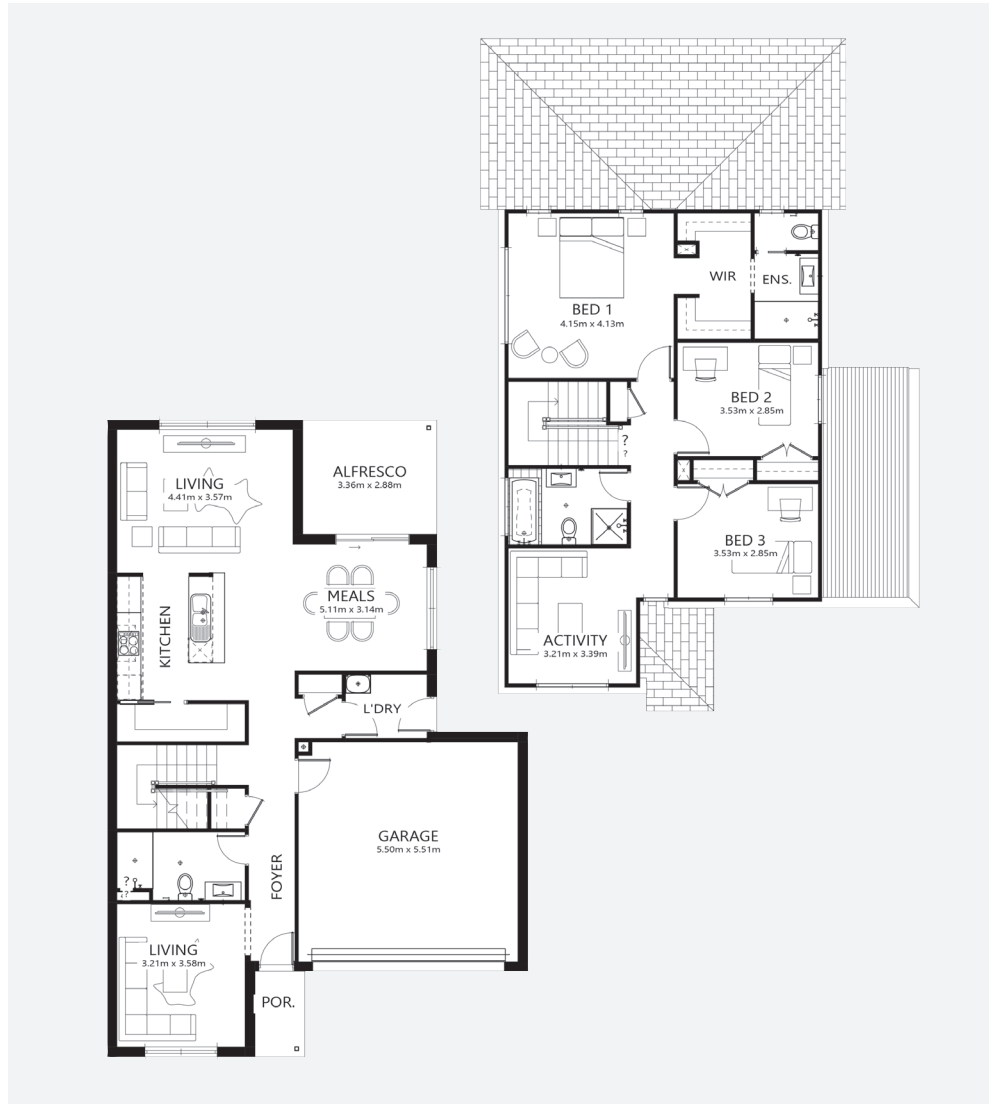 BED 1
4.15m x 4.13m
WIR
ENS.
BED 2
3.53m x 2.85m
?
?
BED 3
3.53m x 2.85m
ACTIVITY
3.21m x 3.39m
LIVING
4.41m x 3.57m
ALFRESCO
3.36m x 2.88m
KITCHEN
MEALS
5.11m x 3.14m
L'DRY
GARAGE
5.50m x 5.51m
FOYER
?
?
LIVING
3.21m x 3.58m
POR.